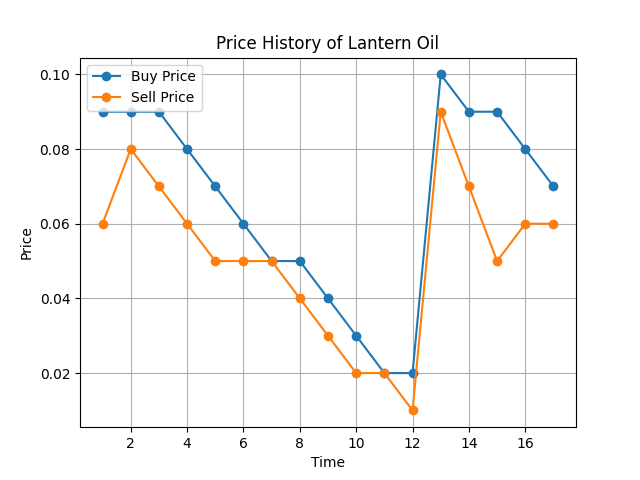 Price History of Lantern Oil
Buy Price
Sell Price
Price
0.10
0.08
0.06
0.04
0.02
2 4 6 8 10 12 14 16
Time